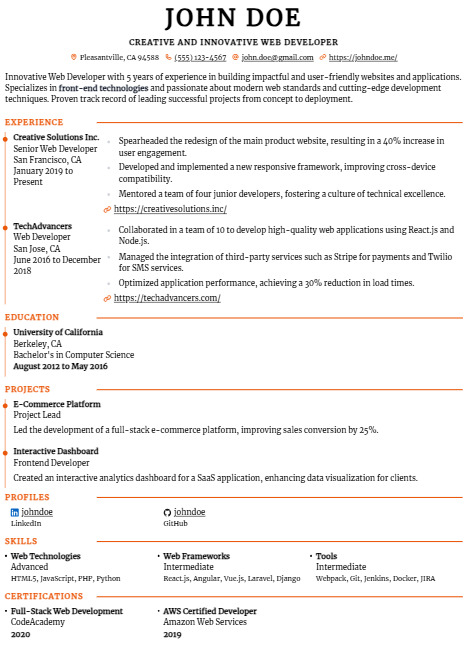 JOHN DOE
CREATIVE AND INNOVATIVE WEB DEVELOPER
Pleasantville, CA 94588 (555) 123-4567 john.doe@gmail.com https://johndoe.me/
Innovative Web Developer with 5 years of experience in building impactful and user-friendly websites and applications.
Specializes in front-end technologies and passionate about modern web standards and cutting-edge development
techniques. Proven track record of leading successful projects from concept to deployment.
EXPERIENCE
Creative Solutions Inc.
Senior Web Developer
San Francisco, CA
January 2019 to
Present
Spearheaded the redesign of the main product website, resulting in a 40% increase in
user engagement.
Developed and implemented a new responsive framework, improving cross-device
compatibility.
Mentored a team of four junior developers, fostering a culture of technical excellence.
https://creativesolutions.inc/
TechAdvancers
Web Developer
San Jose, CA
June 2016 to December
2018
Collaborated in a team of 10 to develop high-quality web applications using React.js and
Node.js.
Managed the integration of third-party services such as Stripe for payments and Twilio
for SMS services.
Optimized application performance, achieving a 30% reduction in load times.
https://techadvancers.com/
EDUCATION
University of California
Berkeley, CA
Bachelor's in Computer Science
August 2012 to May 2016
PROJECTS
E-Commerce Platform
Project Lead
Led the development of a full-stack e-commerce platform, improving sales conversion by 25%.
Interactive Dashboard
Frontend Developer
Created an interactive analytics dashboard for a SaaS application, enhancing data visualization for clients.
PROFILES
johndoe
LinkedIn
johndoe
GitHub
SKILLS
Web Technologies
Advanced
HTML5, JavaScript, PHP, Python
Web Frameworks
Intermediate
React.js, Angular, Vue.js, Laravel, Django
Tools
Intermediate
Webpack, Git, Jenkins, Docker, JIRA
CERTIFICATIONS
Full-Stack Web Development
CodeAcademy
2020
AWS Certified Developer
Amazon Web Services
2019